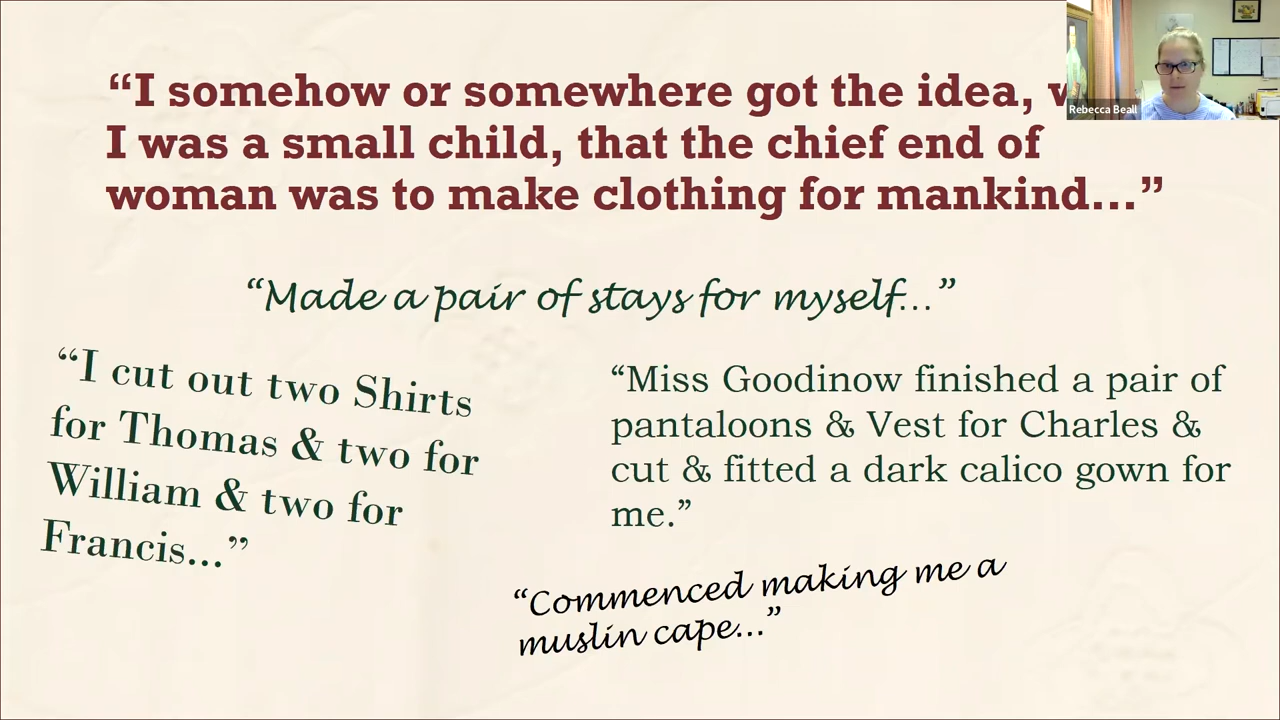 “I somehow or somewhere got the idea,
I was a small child, that the chief end of
woman was to make clothing for mankind...”
Rebecca Beall
“Made a pair of stays for myself...”
“I cut out two Shirts
for Thomas & two for
William & two for
Francis...”
“Miss Goodinow finished a pair of
pantaloons & Vest for Charles &
cut & fitted a dark calico gown for
me.”
“Commenced making me a
muslin cape...”